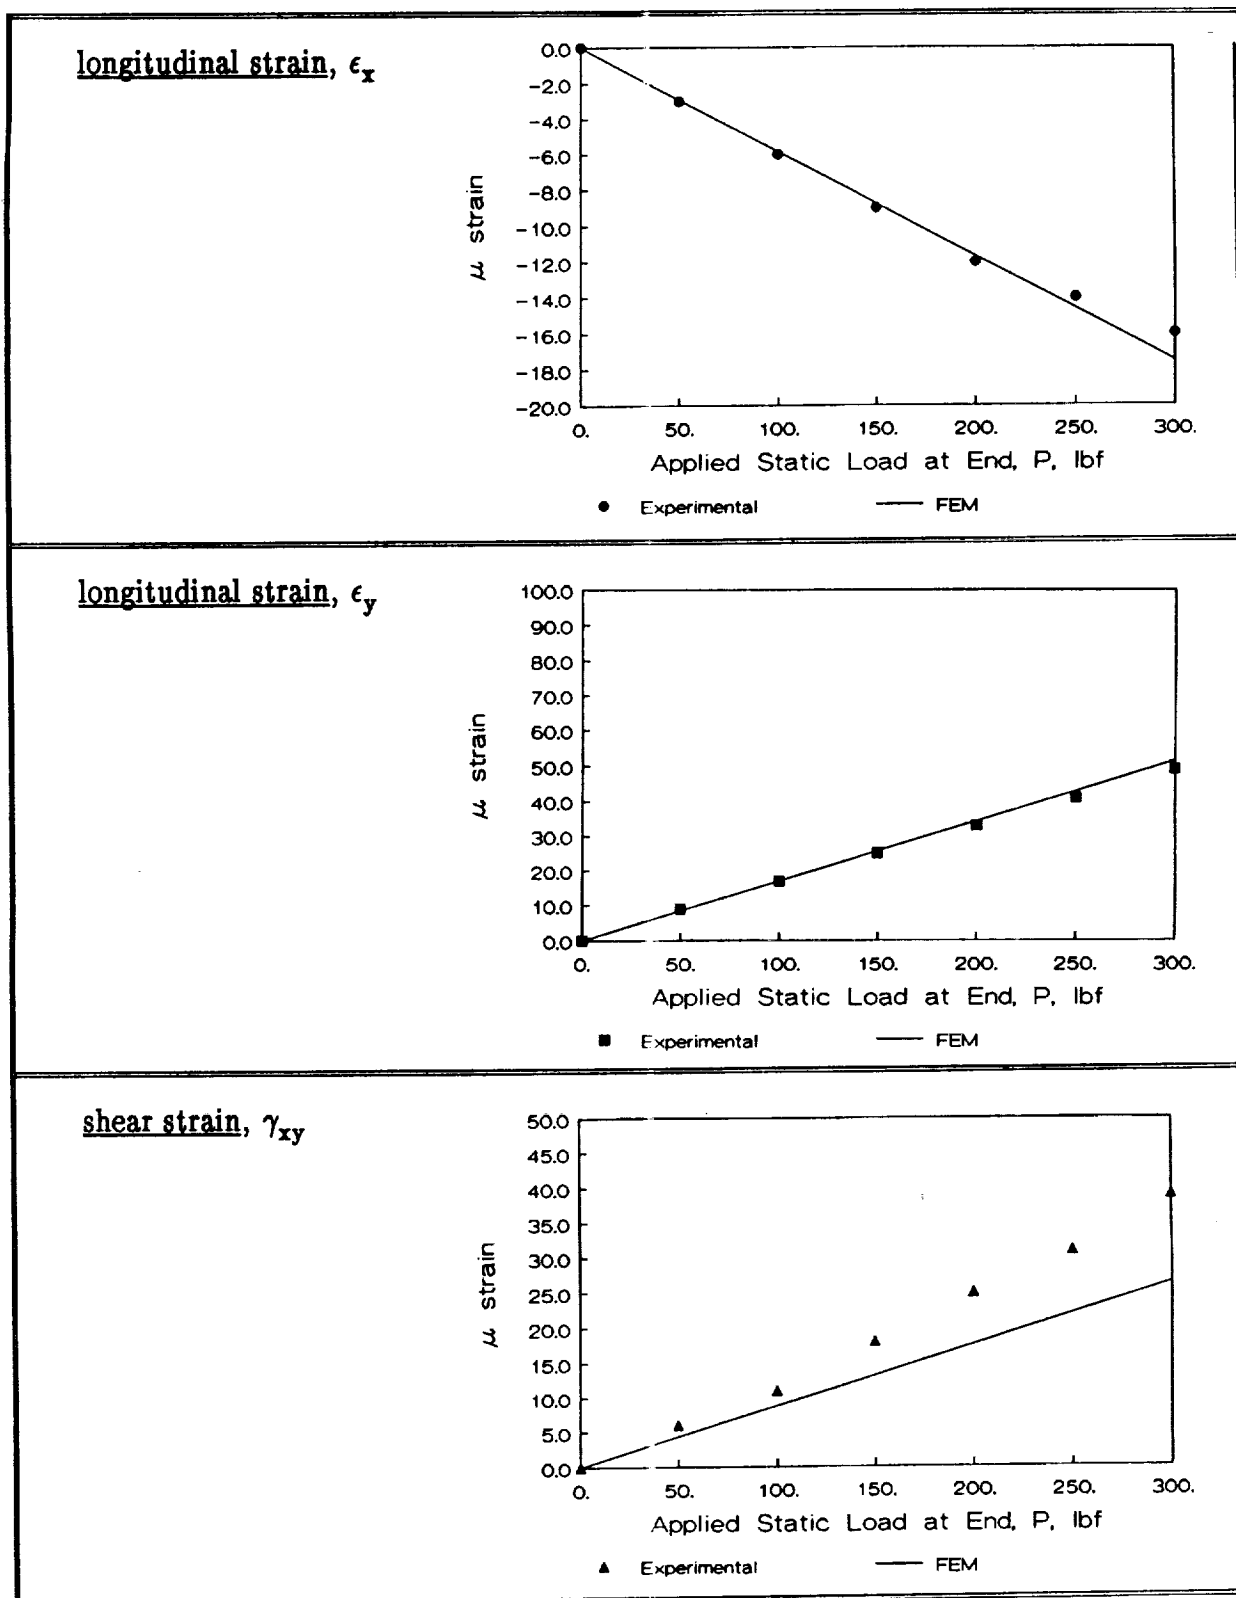 longitudinal strain, ϵx
0.0
-2.0
-4.0
-6.0
-8.0
-10.0
-12.0
-14.0
-16.0
-18.0
-20.0
μ strain
0. 50. 100. 150. 200. 250. 300.
Applied Static Load at End, P, lbf
Experimental FEM
longitudinal strain, ϵy
100.0
90.0
80.0
70.0
60.0
50.0
40.0
30.0
20.0
10.0
0.0
μ strain
0. 50. 100. 150. 200. 250. 300.
Applied Static Load at End, P, lbf
Experimental FEM
shear strain, γxy
50.0
45.0
40.0
35.0
30.0
25.0
20.0
15.0
10.0
5.0
0.0
μ strain
0. 50. 100. 150. 200. 250. 300.
Applied Static Load at End, P, lbf
Experimental FEM